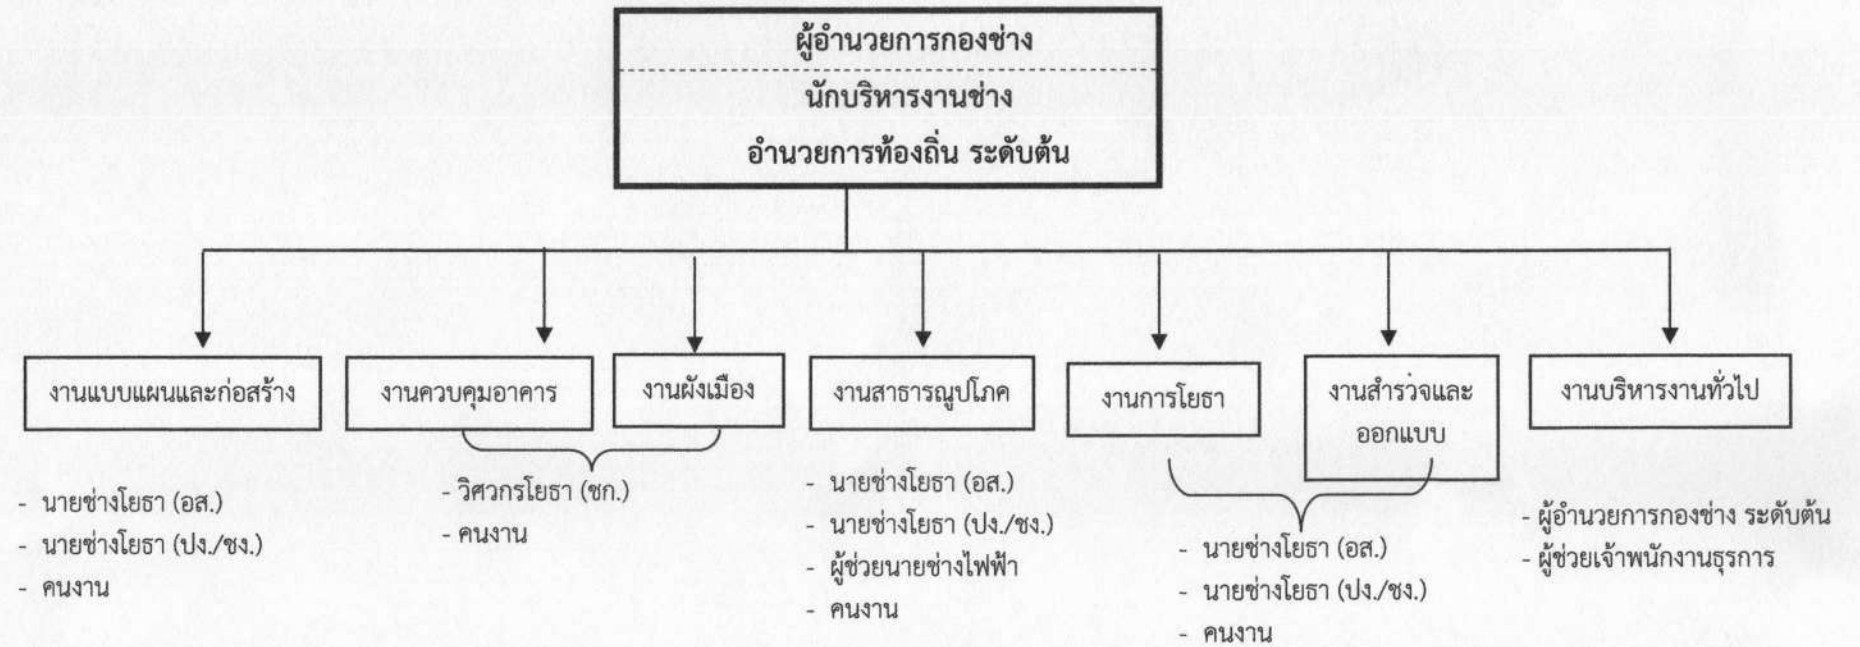 ผู้อำนวยการกองช่าง
นักบริหารงานช่าง
อำนวยการท้องถิ่น ระดับต้น
งานแบบแผนและก่อสร้าง
งานควบคุมอาคาร
งานผังเมือง
งานสาธารณูปโภค
งานการโยธา
งานสำรวจและ
ออกแบบ
งานบริหารงานทั่วไป
- นายช่างโยธา (อส.)
- นายช่างโยธา (ปง./ชง.)
- คนงาน
- วิศวกรโยธา (ชก.)
- คนงาน
- นายช่างโยธา (อส.)
- นายช่างโยธา (ปง./ชง.)
- ผู้ช่วยนายช่างไฟฟ้า
- คนงาน
- นายช่างโยธา (อส.)
- นายช่างโยธา (ปง./ชง.)
- คนงาน
- ผู้อำนวยการกองช่าง ระดับต้น
- ผู้ช่วยเจ้าพนักงานธุรการ